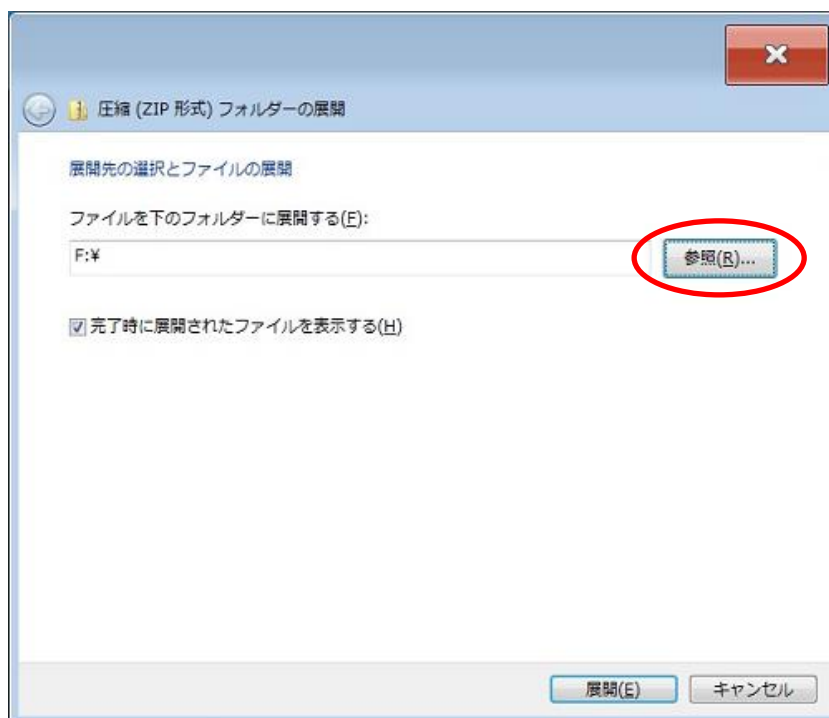 圧縮 (ZIP 形式) フォルダーの展開
展開先の選択とファイルの展開
ファイルを下のフォルダーに展開する(F):
F:¥
参照(R)...
完了時に展開されたファイルを表示する(H)
展開(E)
キャンセル